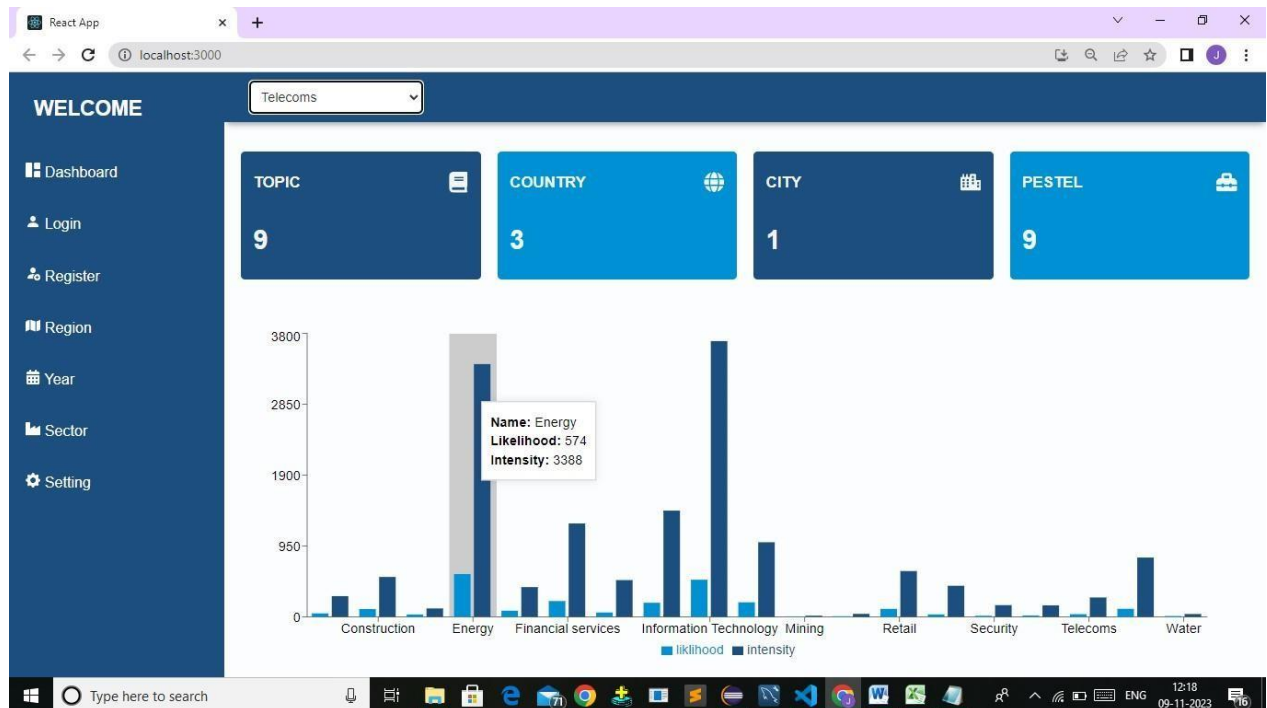 React App
localhost:3000
J
WELCOME
Telecoms
Dashboard
Login
Register
Region
Year
Sector
Setting
TOPIC
9
COUNTRY
3
CITY
1
PESTEL
9
3800
2850
1900
950
0
Name: Energy
Likelihood: 574
Intensity: 3388
Construction Energy Financial services Information Technology Mining Retail Security Telecoms Water
liklihood intensity
Type here to search
71
ENG
12:18
09-11-2023
16